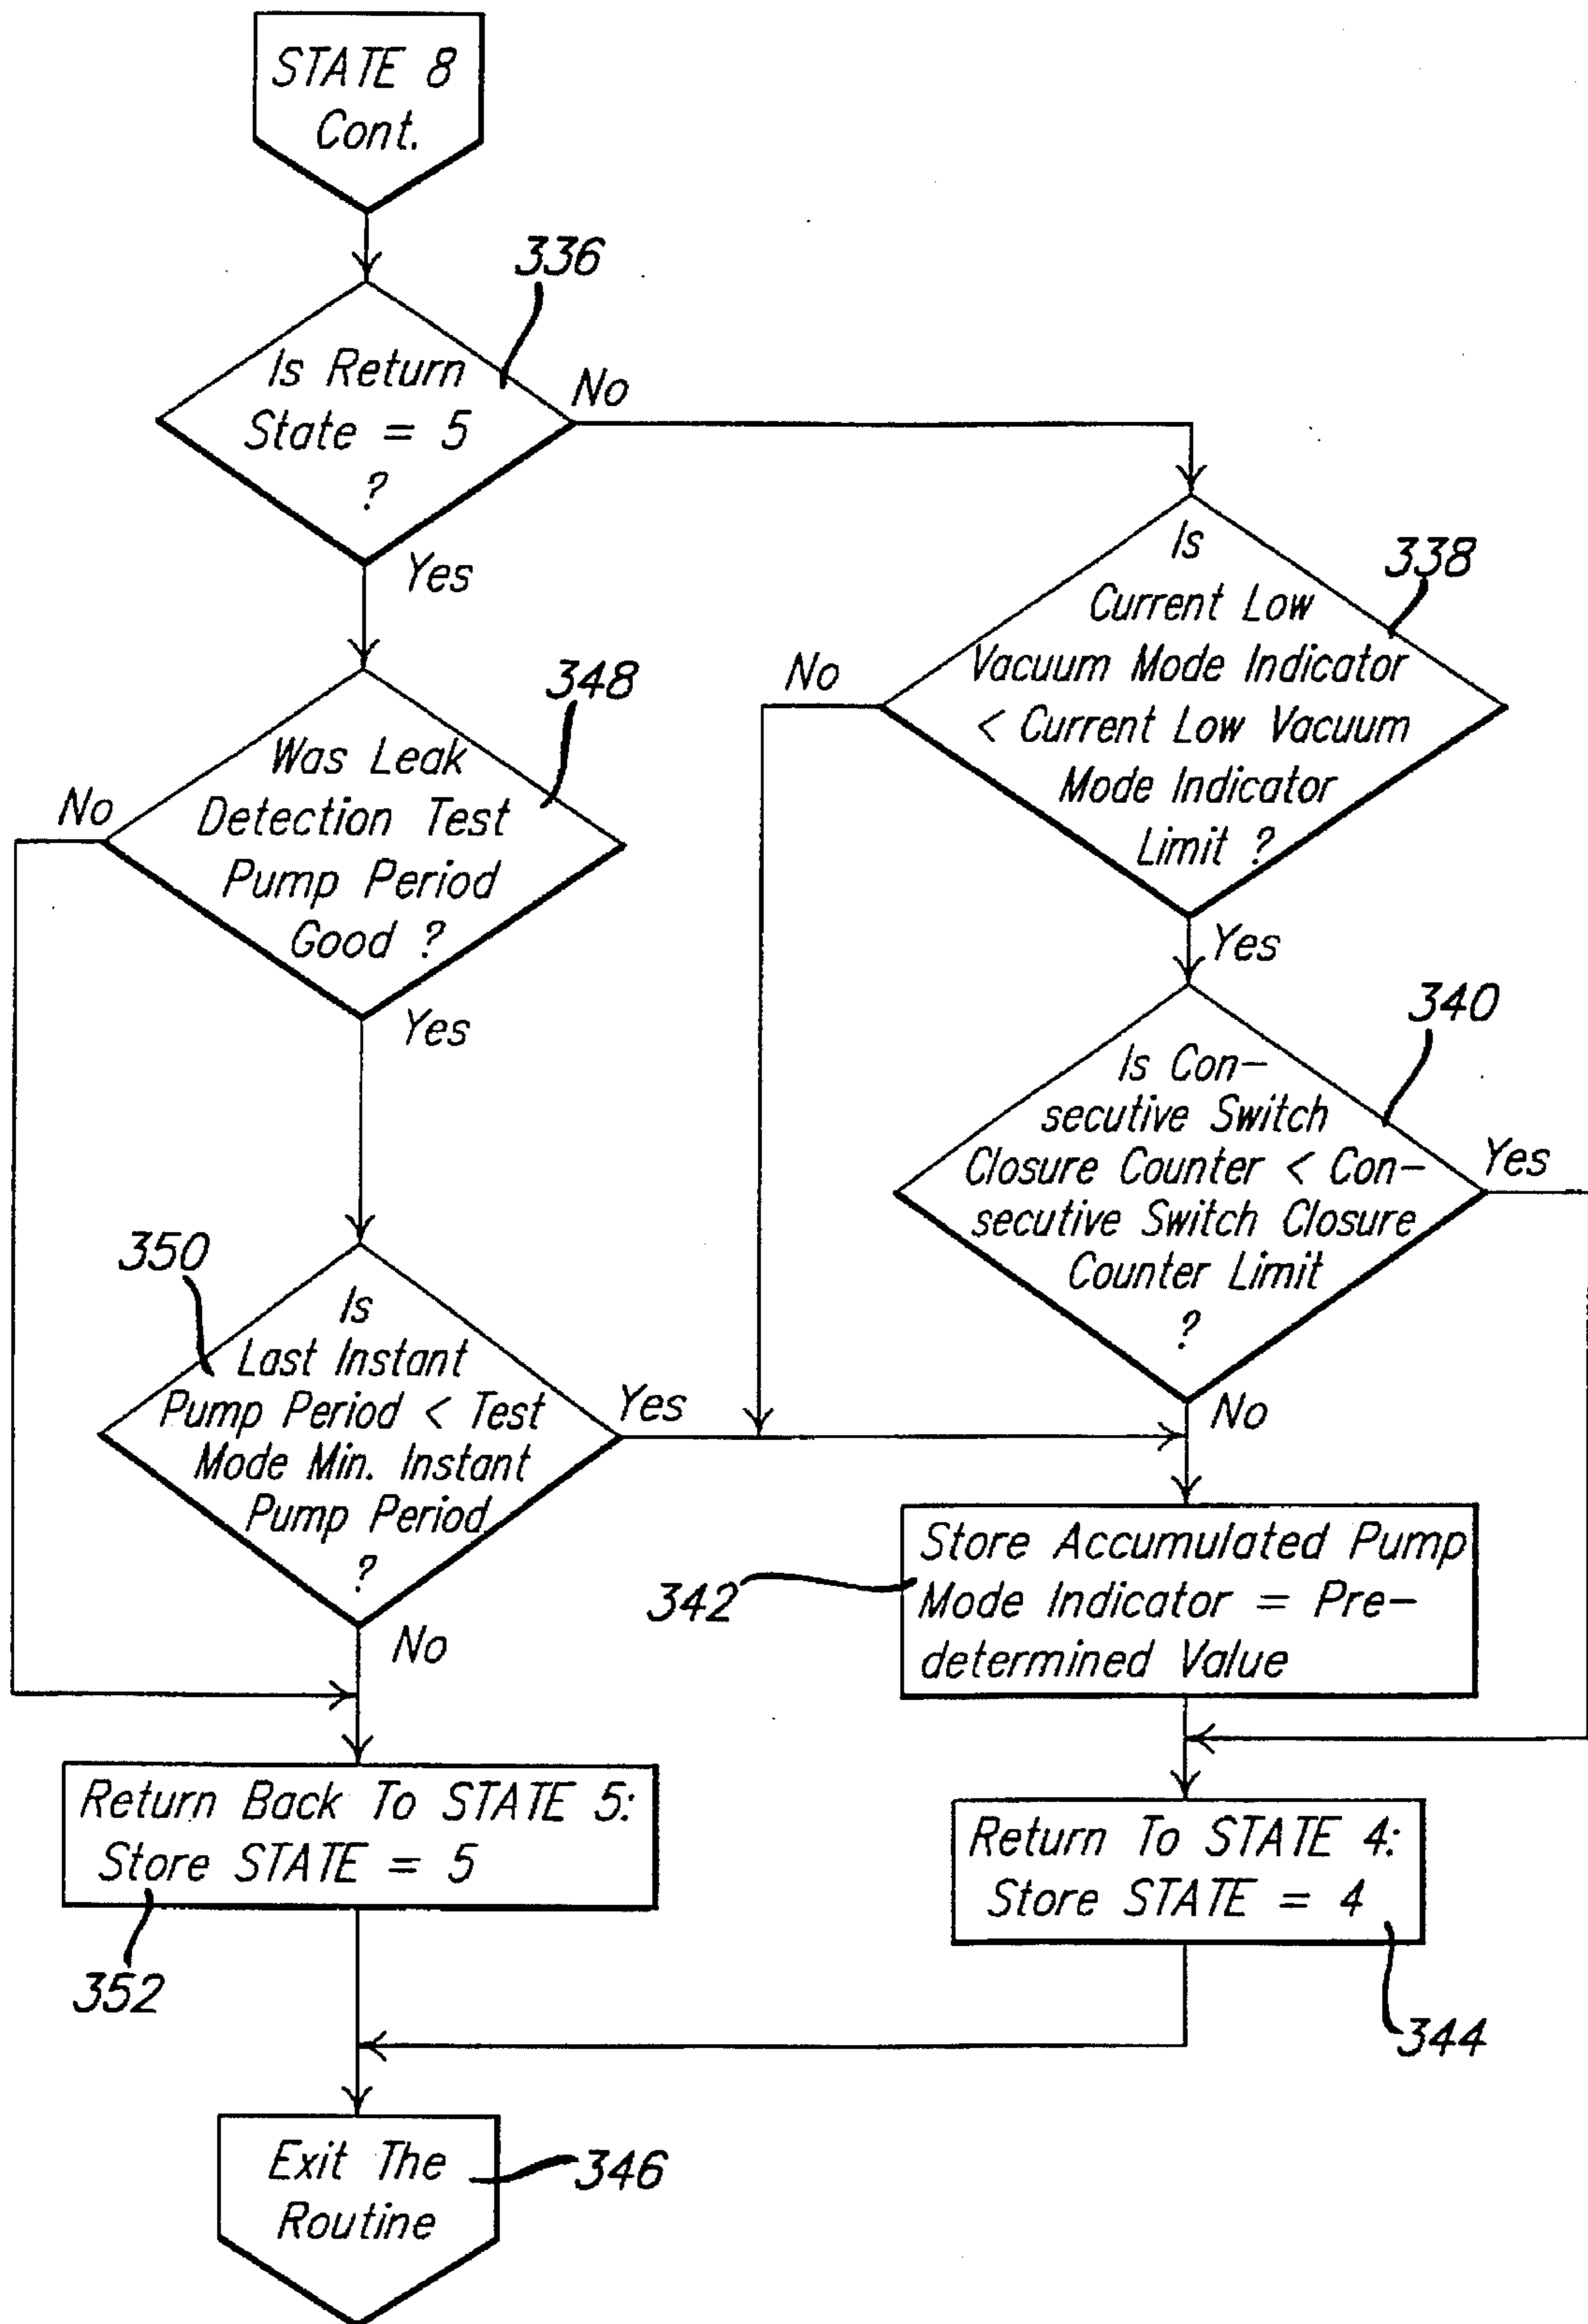 STATE 8
Cont.
336
Is Return
State = 5
?
No
Yes
Is
Current Low
Vacuum Mode Indicator
< Current Low Vacuum
Mode Indicator
Limit ?
338
No
Yes
348
Was Leak
Detection Test
Pump Period
Good ?
No
Yes
340
Is Con-
secutive Switch
Closure Counter < Con-
secutive Switch Closure
Counter Limit
?
Yes
No
350
Is
Last Instant
Pump Period < Test
Mode Min. Instant
Pump Period
?
Yes
No
Store Accumulated Pump
Mode Indicator = Pre-
determined Value
342
Return Back To STATE 5:
Store STATE = 5
352
Return To STATE 4:
Store STATE = 4
344
Exit The
Routine
346